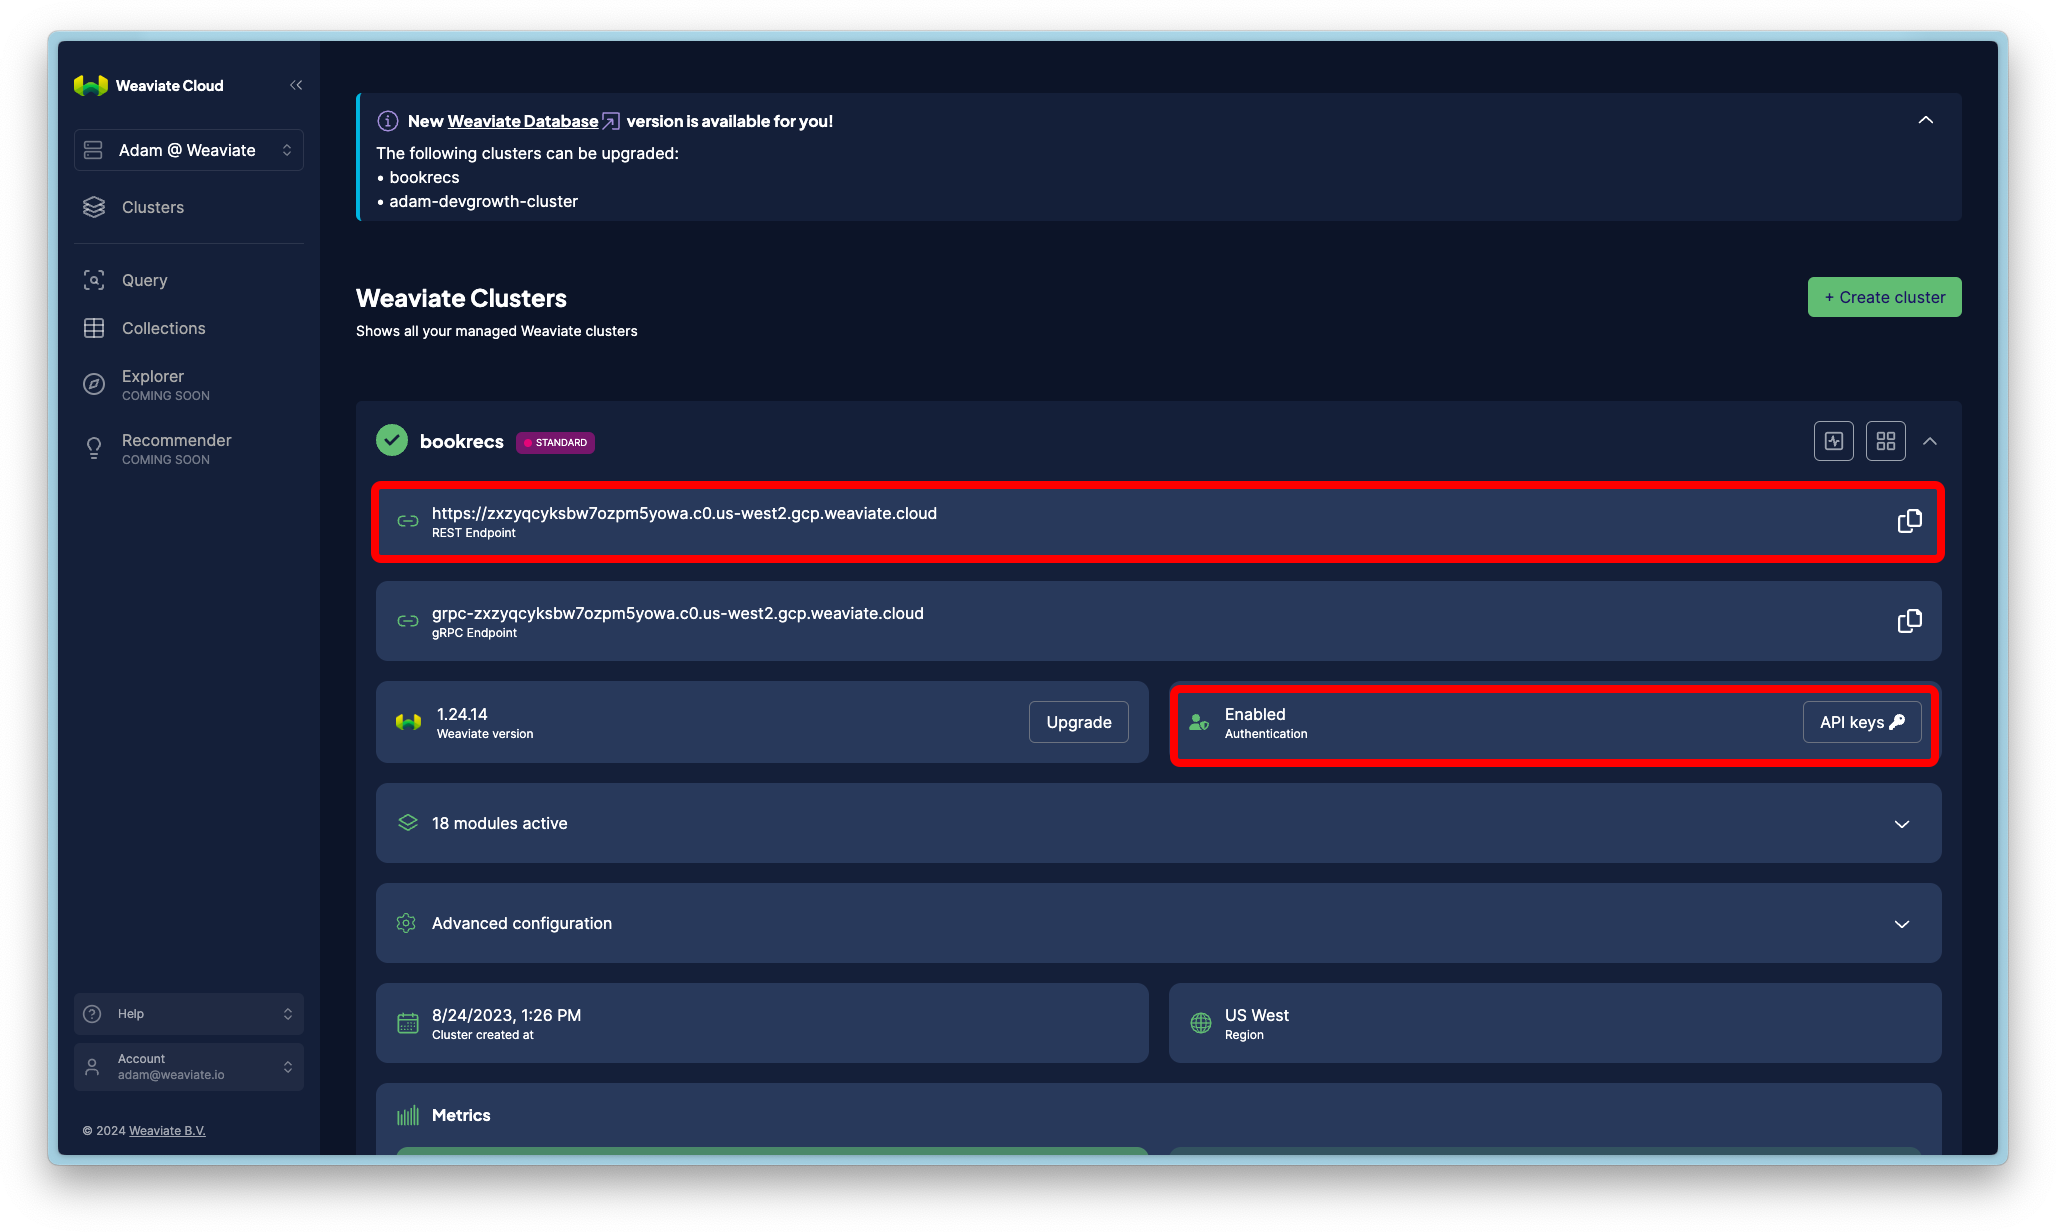 Weaviate Cloud
Adam @ Weaviate
Clusters
Query
Collections
Explorer
COMING SOON
Recommender
COMING SOON
Help
Account
adam@weaviate.io
© 2024 Weaviate B.V.
New Weaviate Database version is available for you!
The following clusters can be upgraded:
• bookrecs
• adam-devgrowth-cluster
Weaviate Clusters
Shows all your managed Weaviate clusters
+ Create cluster
bookrecs
STANDARD
https://zxzyqcyksbw7ozpm5yowa.c0.us-west2.gcp.weaviate.cloud
REST Endpoint
grpc-zxzyqcyksbw7ozpm5yowa.c0.us-west2.gcp.weaviate.cloud
gRPC Endpoint
1.24.14
Weaviate version
Upgrade
Enabled
Authentication
API keys
18 modules active
Advanced configuration
8/24/2023, 1:26 PM
Cluster created at
US West
Region
Metrics